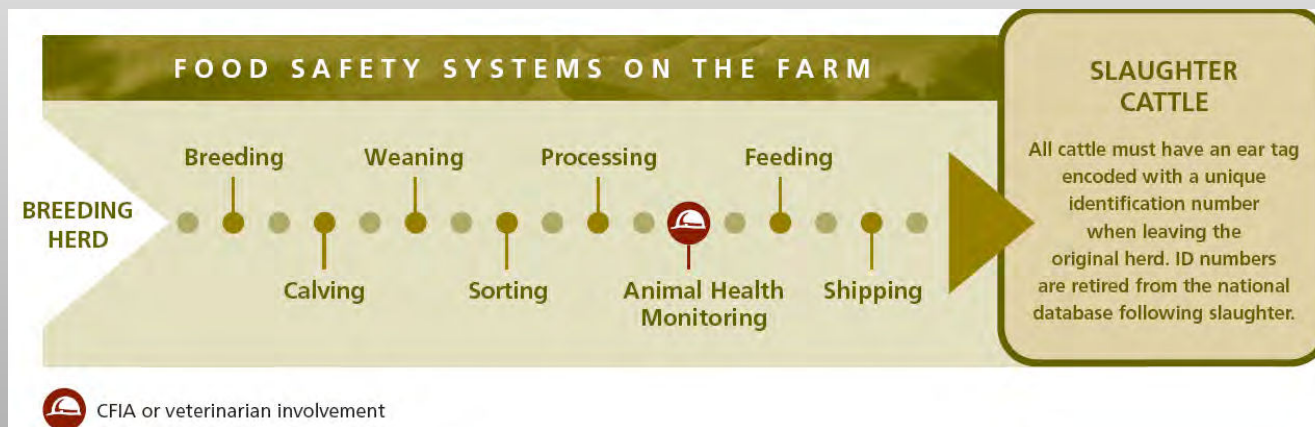 FOOD SAFETY SYSTEMS ON THE FARM
BREEDING
HERD
Breeding
Calving
Weaning
Sorting
Processing
Animal Health
Monitoring
Feeding
Shipping
SLAUGHTER
CATTLE
All cattle must have an ear tag
encoded with a unique
identification number
when leaving the
original herd. ID numbers
are retired from the national
database following slaughter.
CFIA or veterinarian involvement